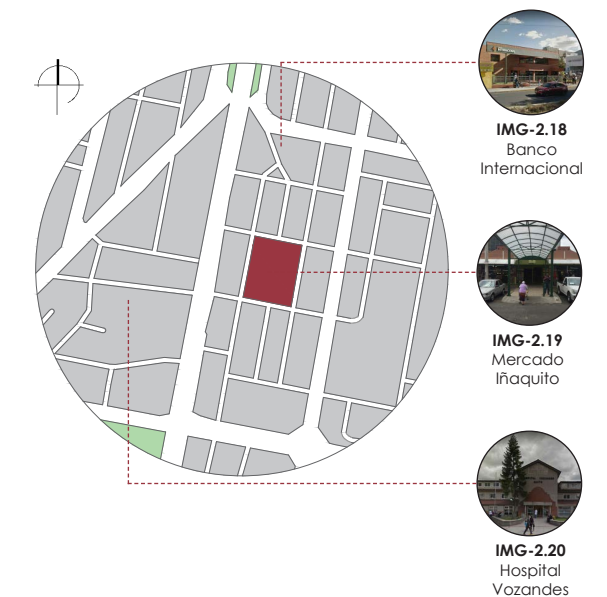 IMG-2.18
Banco
Internacional
IMG-2.19
Mercado
Iñaquito
IMG-2.20
Hospital
Vozandes